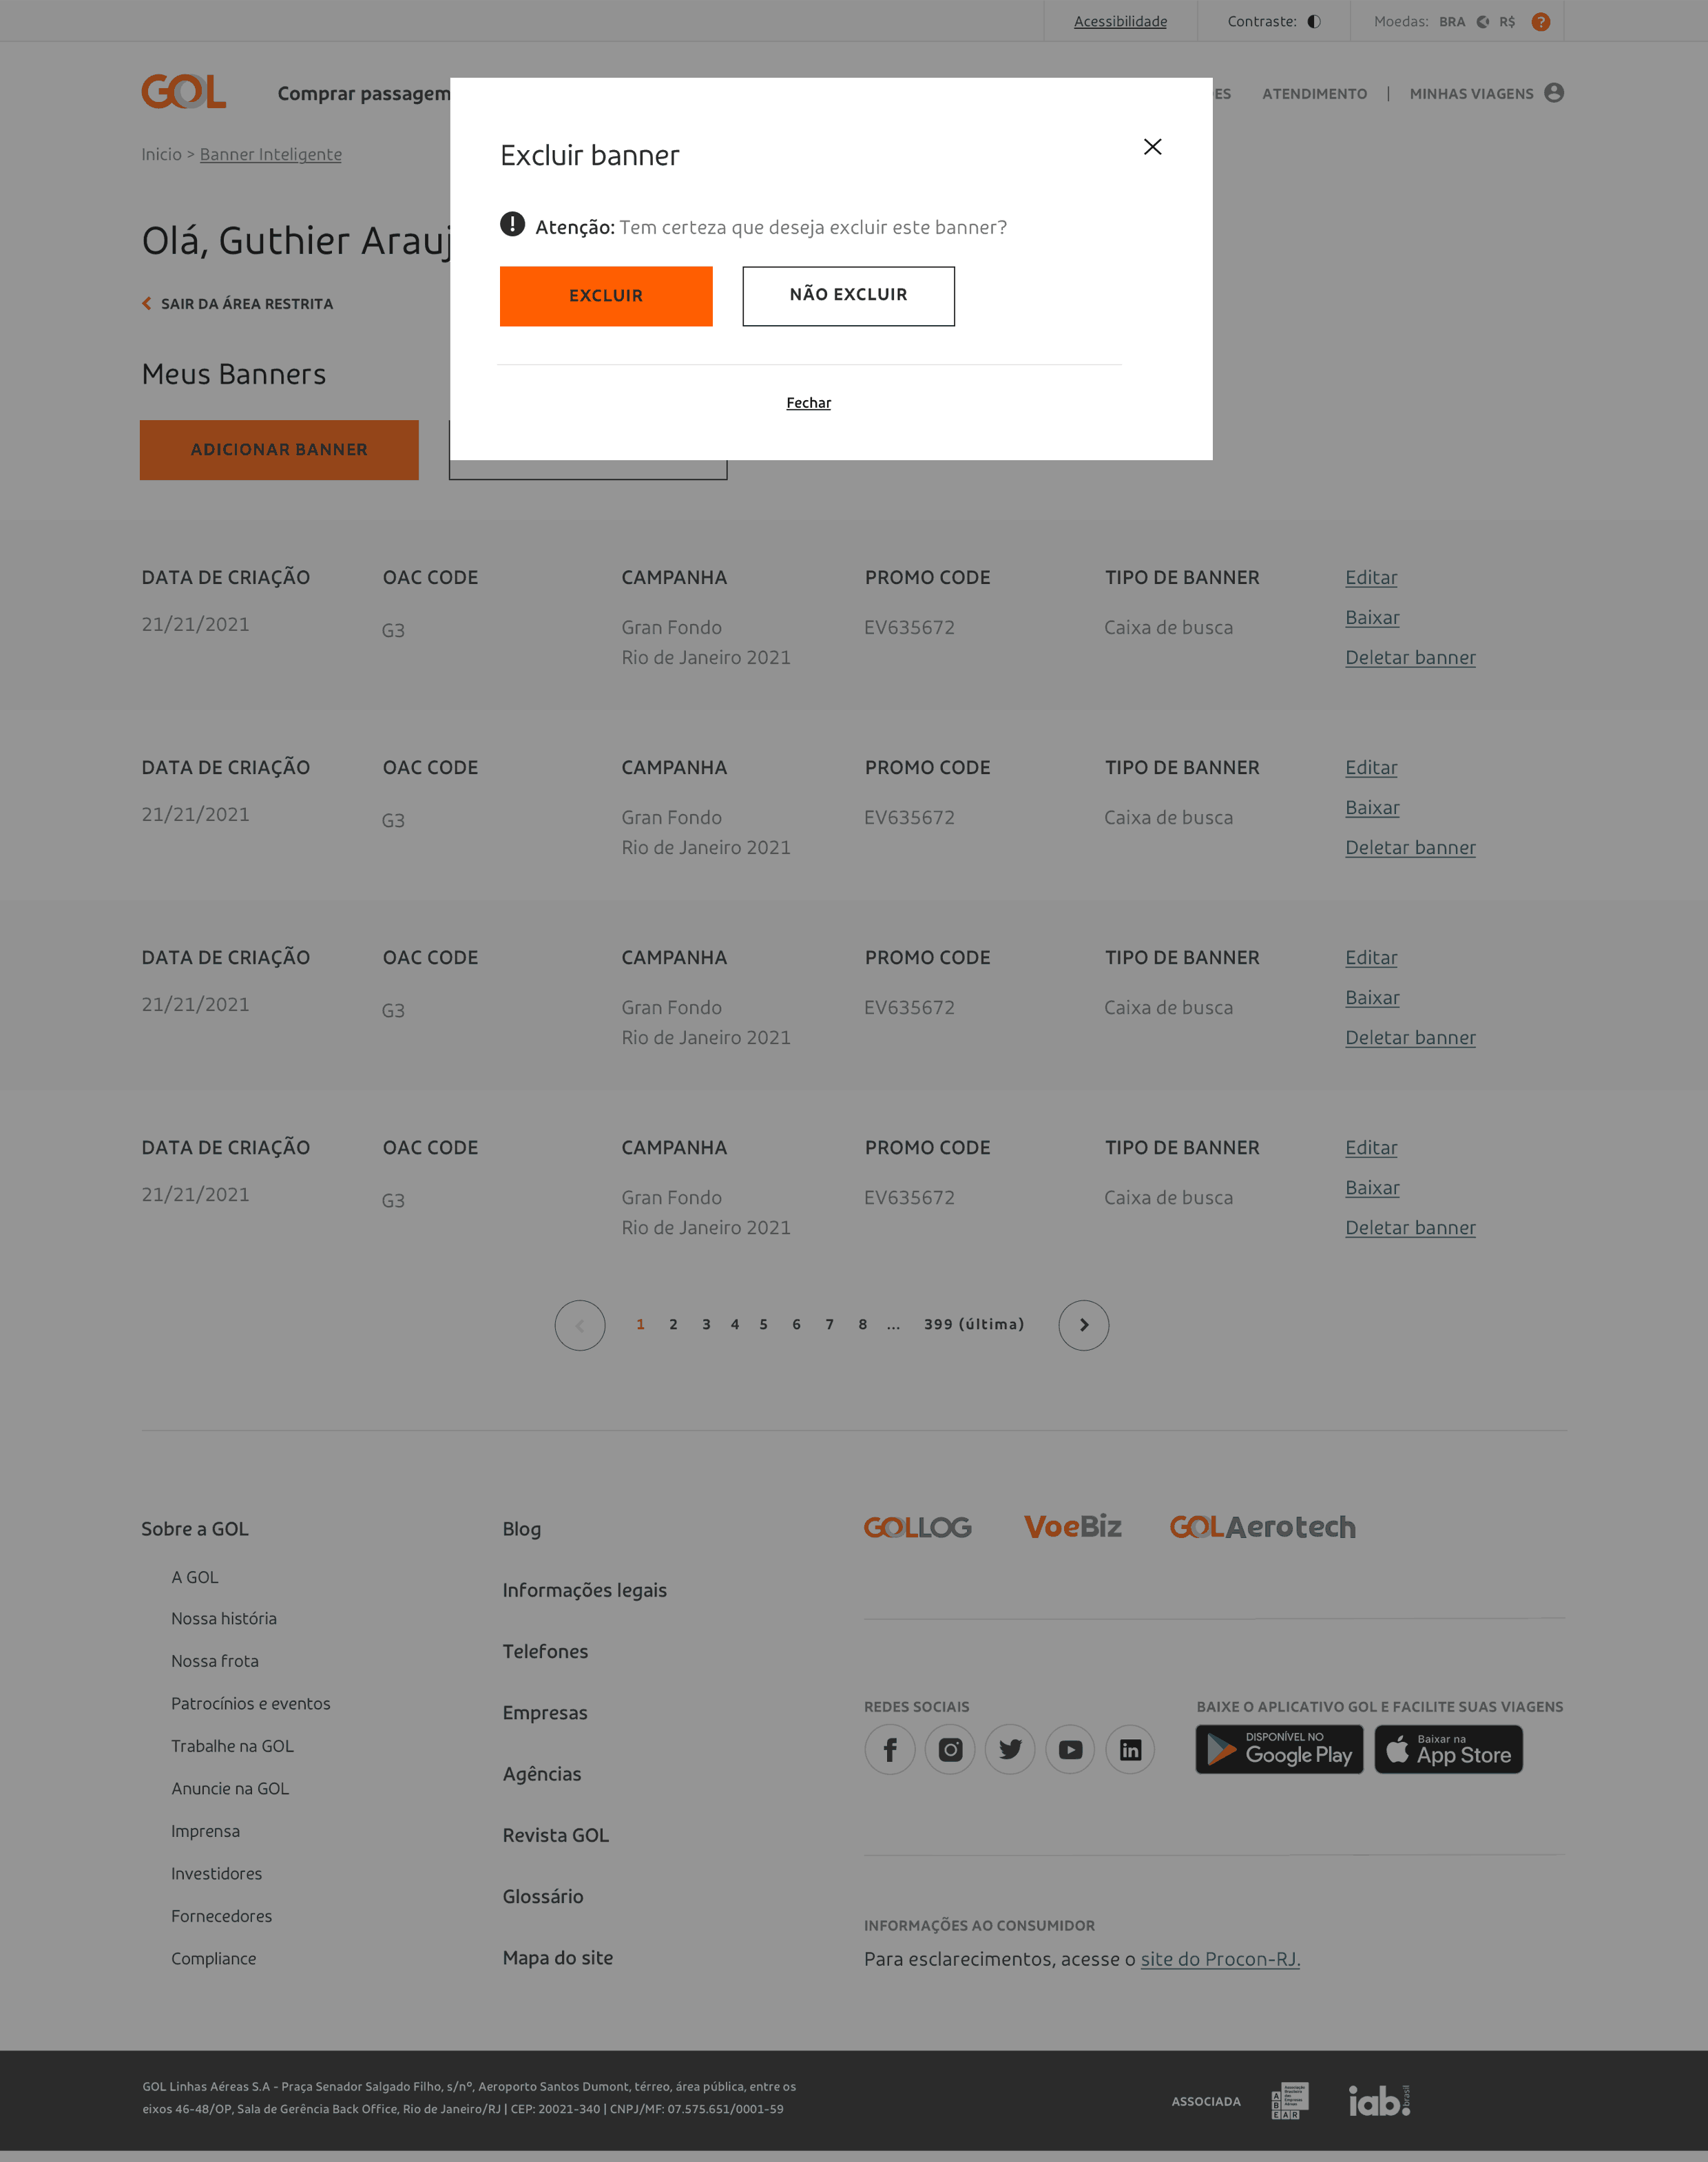 Acessibilidade
Contraste:
Moedas: BRA R$ ?
GOL
Comprar passagem
ES
ATENDIMENTO | MINHAS VIAGENS
Inicio > Banner Inteligente
Excluir banner
Atenção: Tem certeza que deseja excluir este banner?
EXCLUIR
NÃO EXCLUIR
Fechar
Olá, Guthier Arauj
SAIR DA ÁREA RESTRITA
Meus Banners
ADICIONAR BANNER
DATA DE CRIAÇÃO OAC CODE CAMPANHA PROMO CODE TIPO DE BANNER Editar
21/21/2021 G3 Gran Fondo EV635672 Caixa de busca Baixar
Rio de Janeiro 2021 Deletar banner
DATA DE CRIAÇÃO OAC CODE CAMPANHA PROMO CODE TIPO DE BANNER Editar
21/21/2021 G3 Gran Fondo EV635672 Caixa de busca Baixar
Rio de Janeiro 2021 Deletar banner
DATA DE CRIAÇÃO OAC CODE CAMPANHA PROMO CODE TIPO DE BANNER Editar
21/21/2021 G3 Gran Fondo EV635672 Caixa de busca Baixar
Rio de Janeiro 2021 Deletar banner
DATA DE CRIAÇÃO OAC CODE CAMPANHA PROMO CODE TIPO DE BANNER Editar
21/21/2021 G3 Gran Fondo EV635672 Caixa de busca Baixar
Rio de Janeiro 2021 Deletar banner
1 2 3 4 5 6 7 8 ... 399 (última)
Sobre a GOL
A GOL
Nossa história
Nossa frota
Patrocínios e eventos
Trabalhe na GOL
Anuncie na GOL
Imprensa
Investidores
Fornecedores
Compliance
Blog
Informações legais
Telefones
Empresas
Agências
Revista GOL
Glossário
Mapa do site
GOLLOG VoeBiz GOLAerotech
REDES SOCIAIS
BAIXE O APLICATIVO GOL E FACILITE SUAS VIAGENS
DISPONÍVEL NO
Google Play
Baixar na
App Store
INFORMAÇÕES AO CONSUMIDOR
Para esclarecimentos, acesse o site do Procon-RJ.
GOL Linhas Aéreas S.A - Praça Senador Salgado Filho, s/nº, Aeroporto Santos Dumont, térreo, área pública, entre os
eixos 46-48/OP, Sala de Gerência Back Office, Rio de Janeiro/RJ | CEP: 20021-340 | CNPJ/MF: 07.575.651/0001-59
ASSOCIADA
ABEAR
iab. brasil